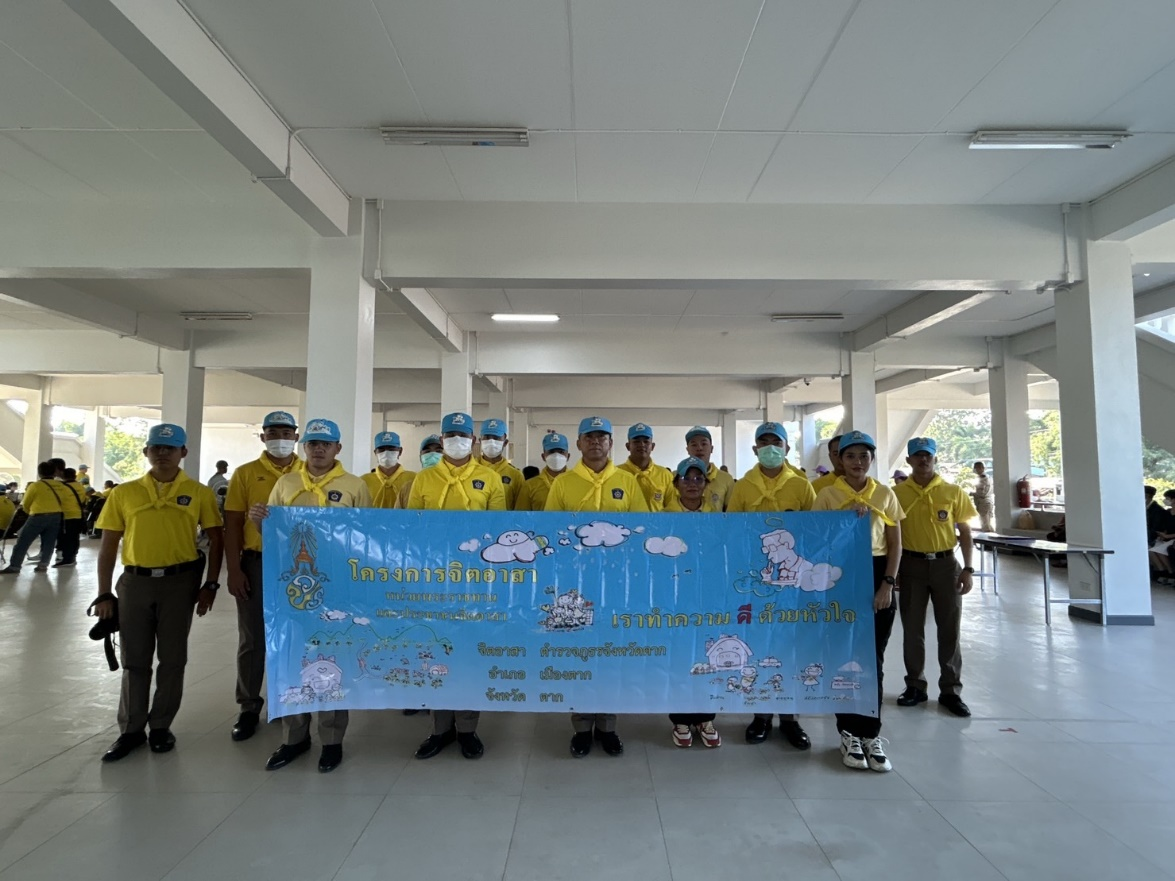 โครงการจิตอาสา
เราทำความ ดี ด้วยหัวใจ
จิตอาสา ตำรวจภูธรจังหวัดตาก
อำเภอ เมืองตาก
จังหวัด ตาก